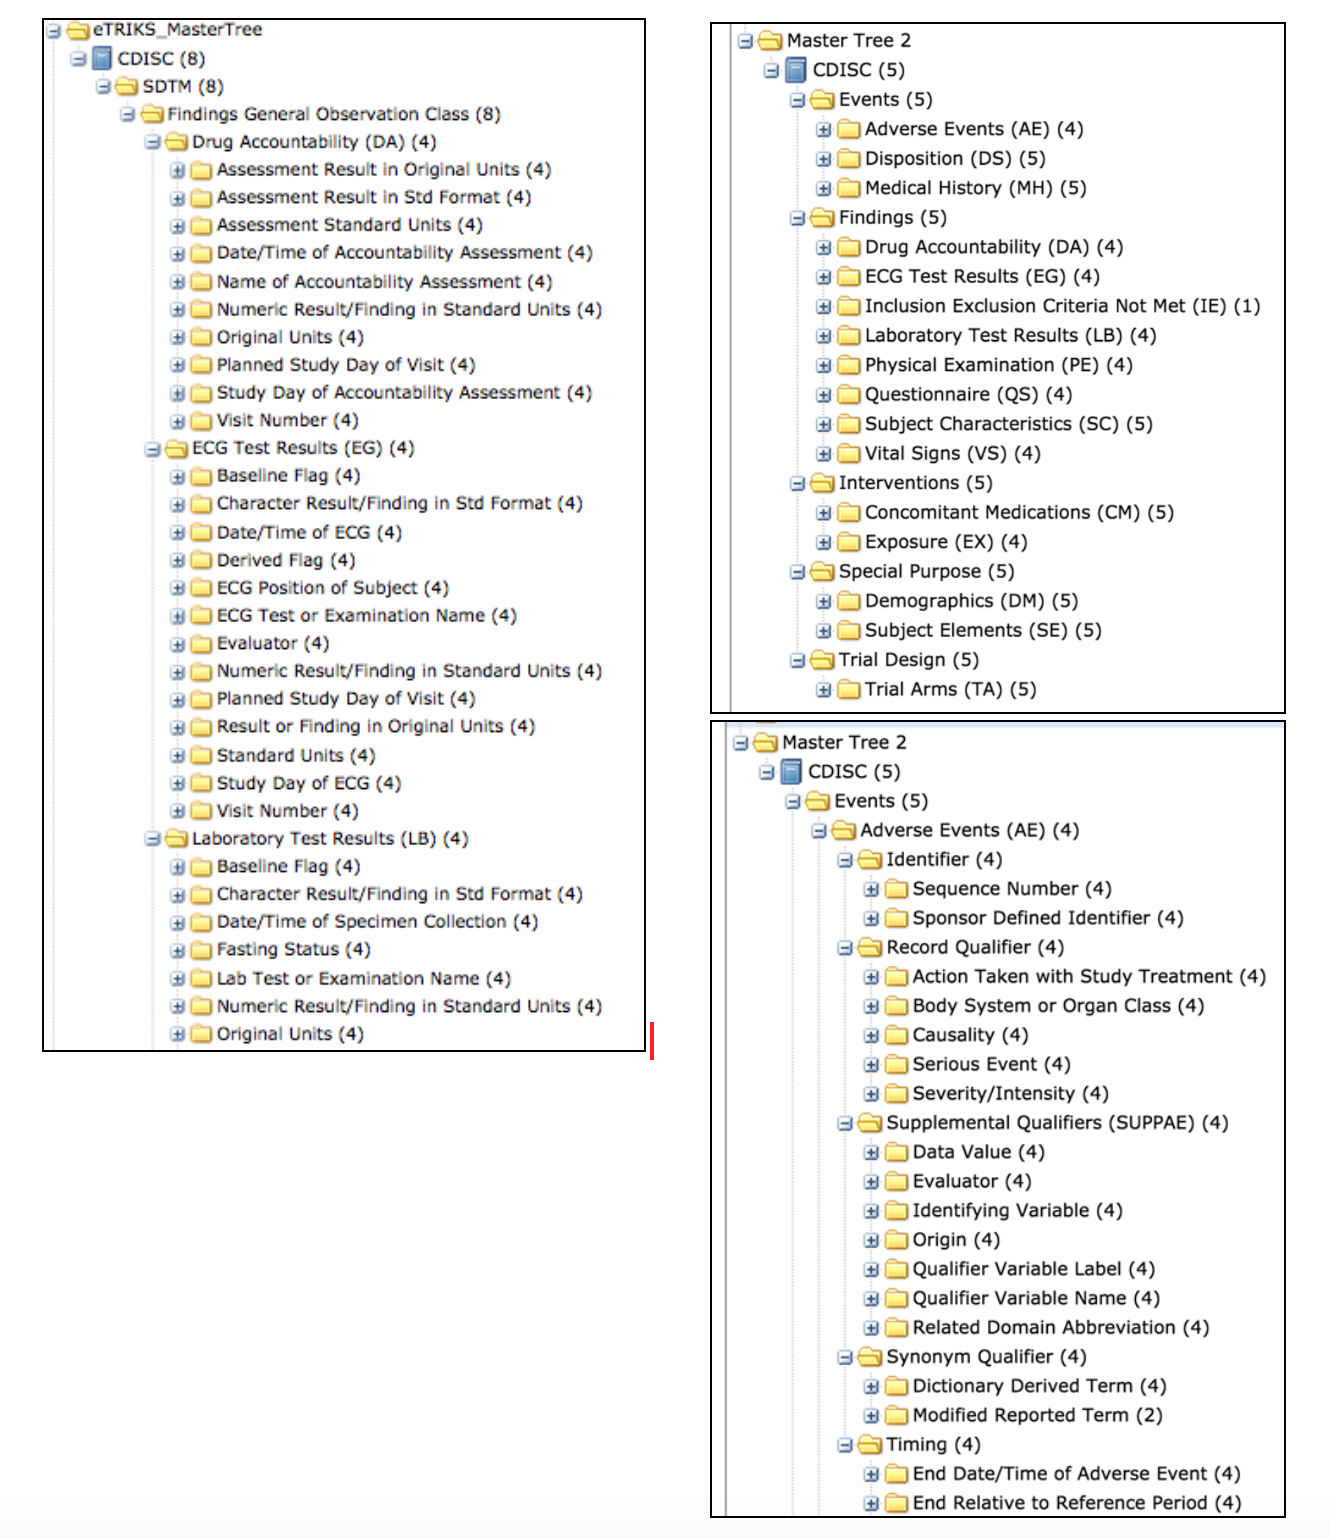 eTRIKS_MasterTree
CDISC (8)
SDTM (8)
Findings General Observation Class (8)
Drug Accountability (DA) (4)
Assessment Result in Original Units (4)
Assessment Result in Std Format (4)
Assessment Standard Units (4)
Date/Time of Accountability Assessment (4)
Name of Accountability Assessment (4)
Numeric Result/Finding in Standard Units (4)
Original Units (4)
Planned Study Day of Visit (4)
Study Day of Accountability Assessment (4)
Visit Number (4)
ECG Test Results (EG) (4)
Baseline Flag (4)
Character Result/Finding in Std Format (4)
Date/Time of ECG (4)
Derived Flag (4)
ECG Position of Subject (4)
ECG Test or Examination Name (4)
Evaluator (4)
Numeric Result/Finding in Standard Units (4)
Planned Study Day of Visit (4)
Result or Finding in Original Units (4)
Standard Units (4)
Study Day of ECG (4)
Visit Number (4)
Laboratory Test Results (LB) (4)
Baseline Flag (4)
Character Result/Finding in Std Format (4)
Date/Time of Specimen Collection (4)
Fasting Status (4)
Lab Test or Examination Name (4)
Numeric Result/Finding in Standard Units (4)
Original Units (4)
Master Tree 2
CDISC (5)
Events (5)
Adverse Events (AE) (4)
Disposition (DS) (5)
Medical History (MH) (5)
Findings (5)
Drug Accountability (DA) (4)
ECG Test Results (EG) (4)
Inclusion Exclusion Criteria Not Met (IE) (1)
Laboratory Test Results (LB) (4)
Physical Examination (PE) (4)
Questionnaire (QS) (4)
Subject Characteristics (SC) (5)
Vital Signs (VS) (4)
Interventions (5)
Concomitant Medications (CM) (5)
Exposure (EX) (4)
Special Purpose (5)
Demographics (DM) (5)
Subject Elements (SE) (5)
Trial Design (5)
Trial Arms (TA) (5)
Master Tree 2
CDISC (5)
Events (5)
Adverse Events (AE) (4)
Identifier (4)
Sequence Number (4)
Sponsor Defined Identifier (4)
Record Qualifier (4)
Action Taken with Study Treatment (4)
Body System or Organ Class (4)
Causality (4)
Serious Event (4)
Severity/Intensity (4)
Supplemental Qualifiers (SUPPAE) (4)
Data Value (4)
Evaluator (4)
Identifying Variable (4)
Origin (4)
Qualifier Variable Label (4)
Qualifier Variable Name (4)
Related Domain Abbreviation (4)
Synonym Qualifier (4)
Dictionary Derived Term (4)
Modified Reported Term (2)
Timing (4)
End Date/Time of Adverse Event (4)
End Relative to Reference Period (4)